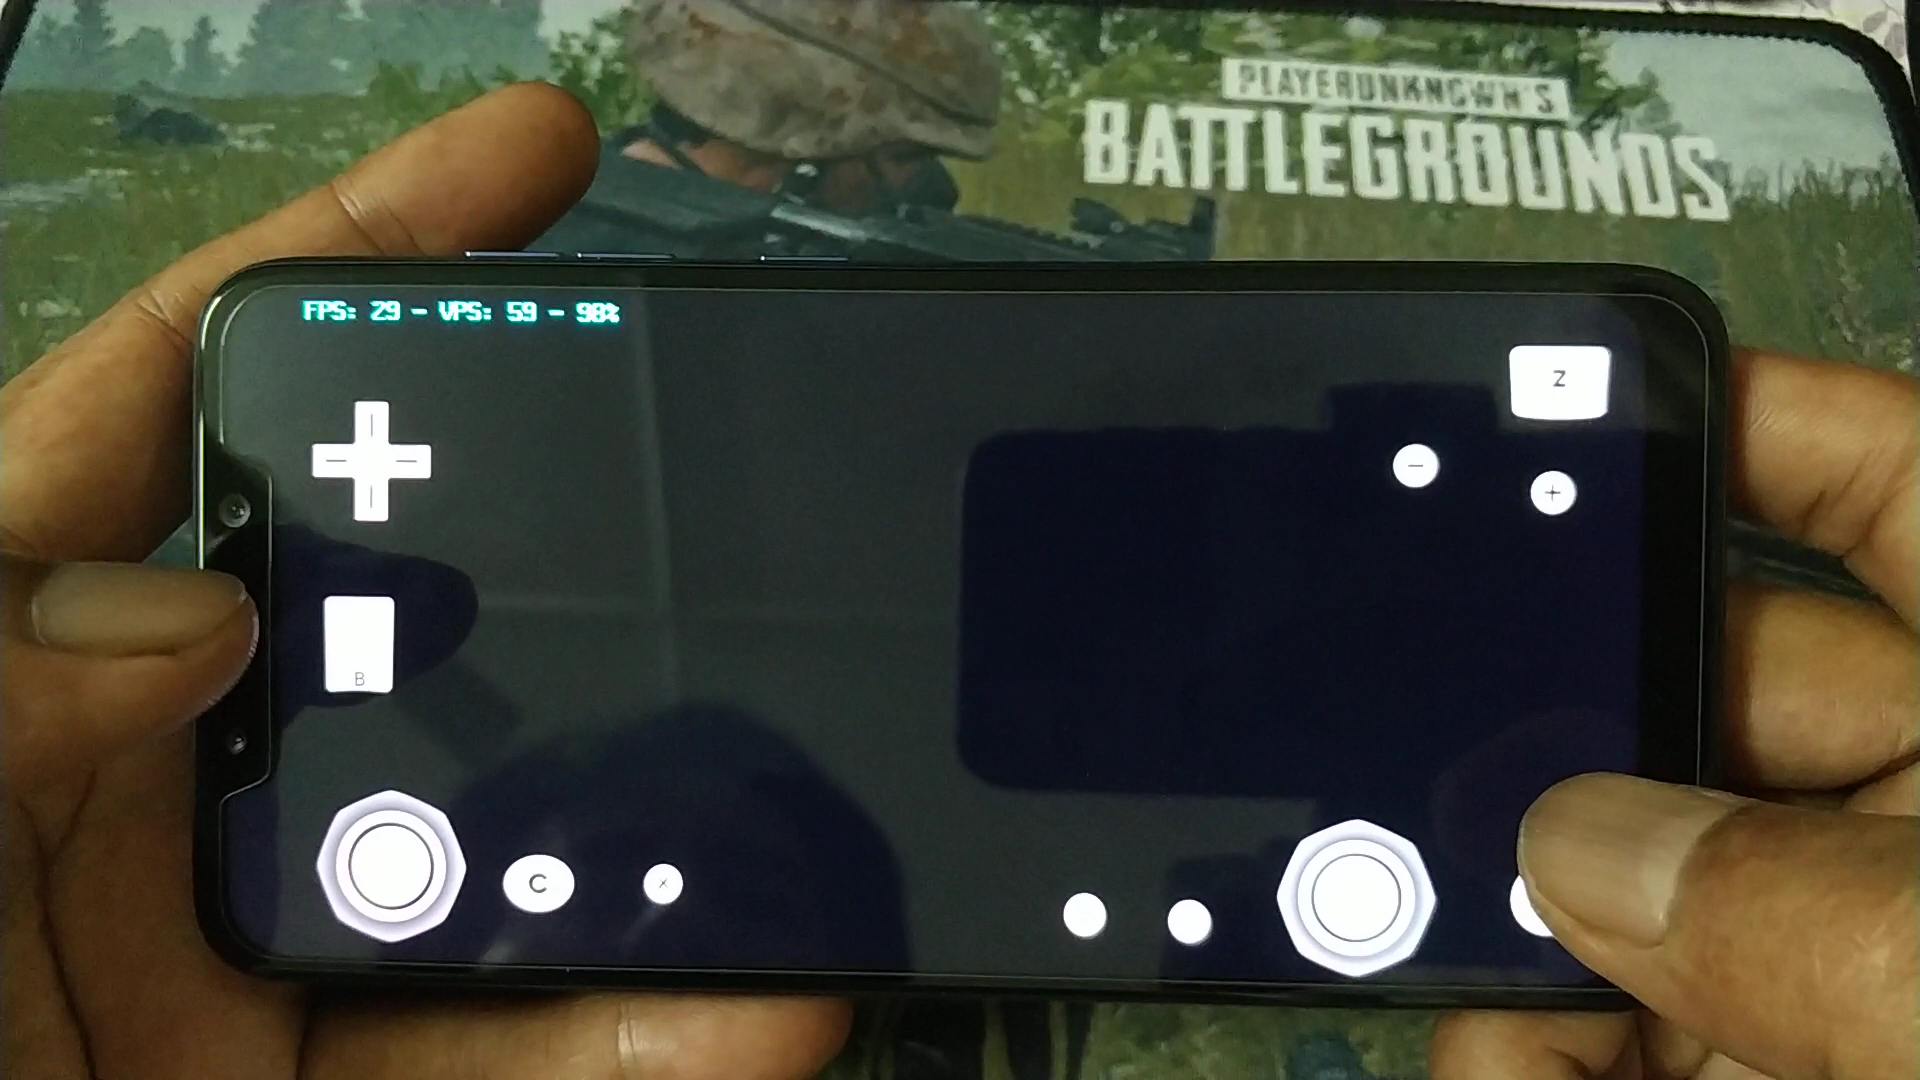 PLAYERUNKNOWN'S
BATTLEGROUNDS
FPS: 29 - VPS: 59 - 98%
Z
-
+
B
C
X